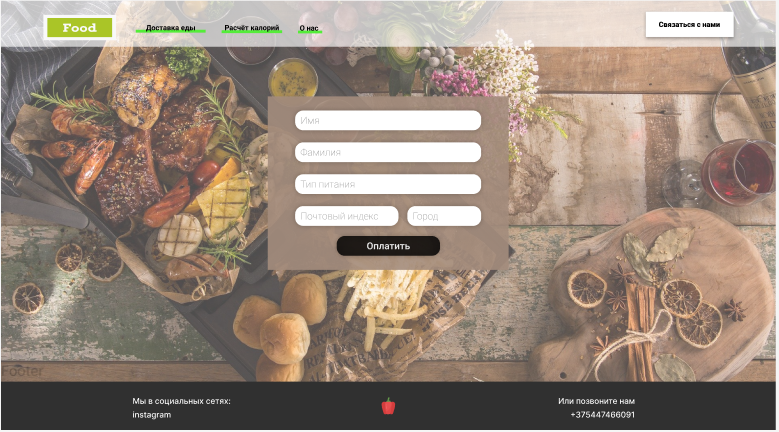 Food
Доставка еды
Расчёт калорий
О нас
Связаться с нами
Имя
Фамилия
Тип питания
Почтовый индекс
Город
Оплатить
Footer
Мы в социальных сетях:
instagram
Или позвоните нам
+375447466091